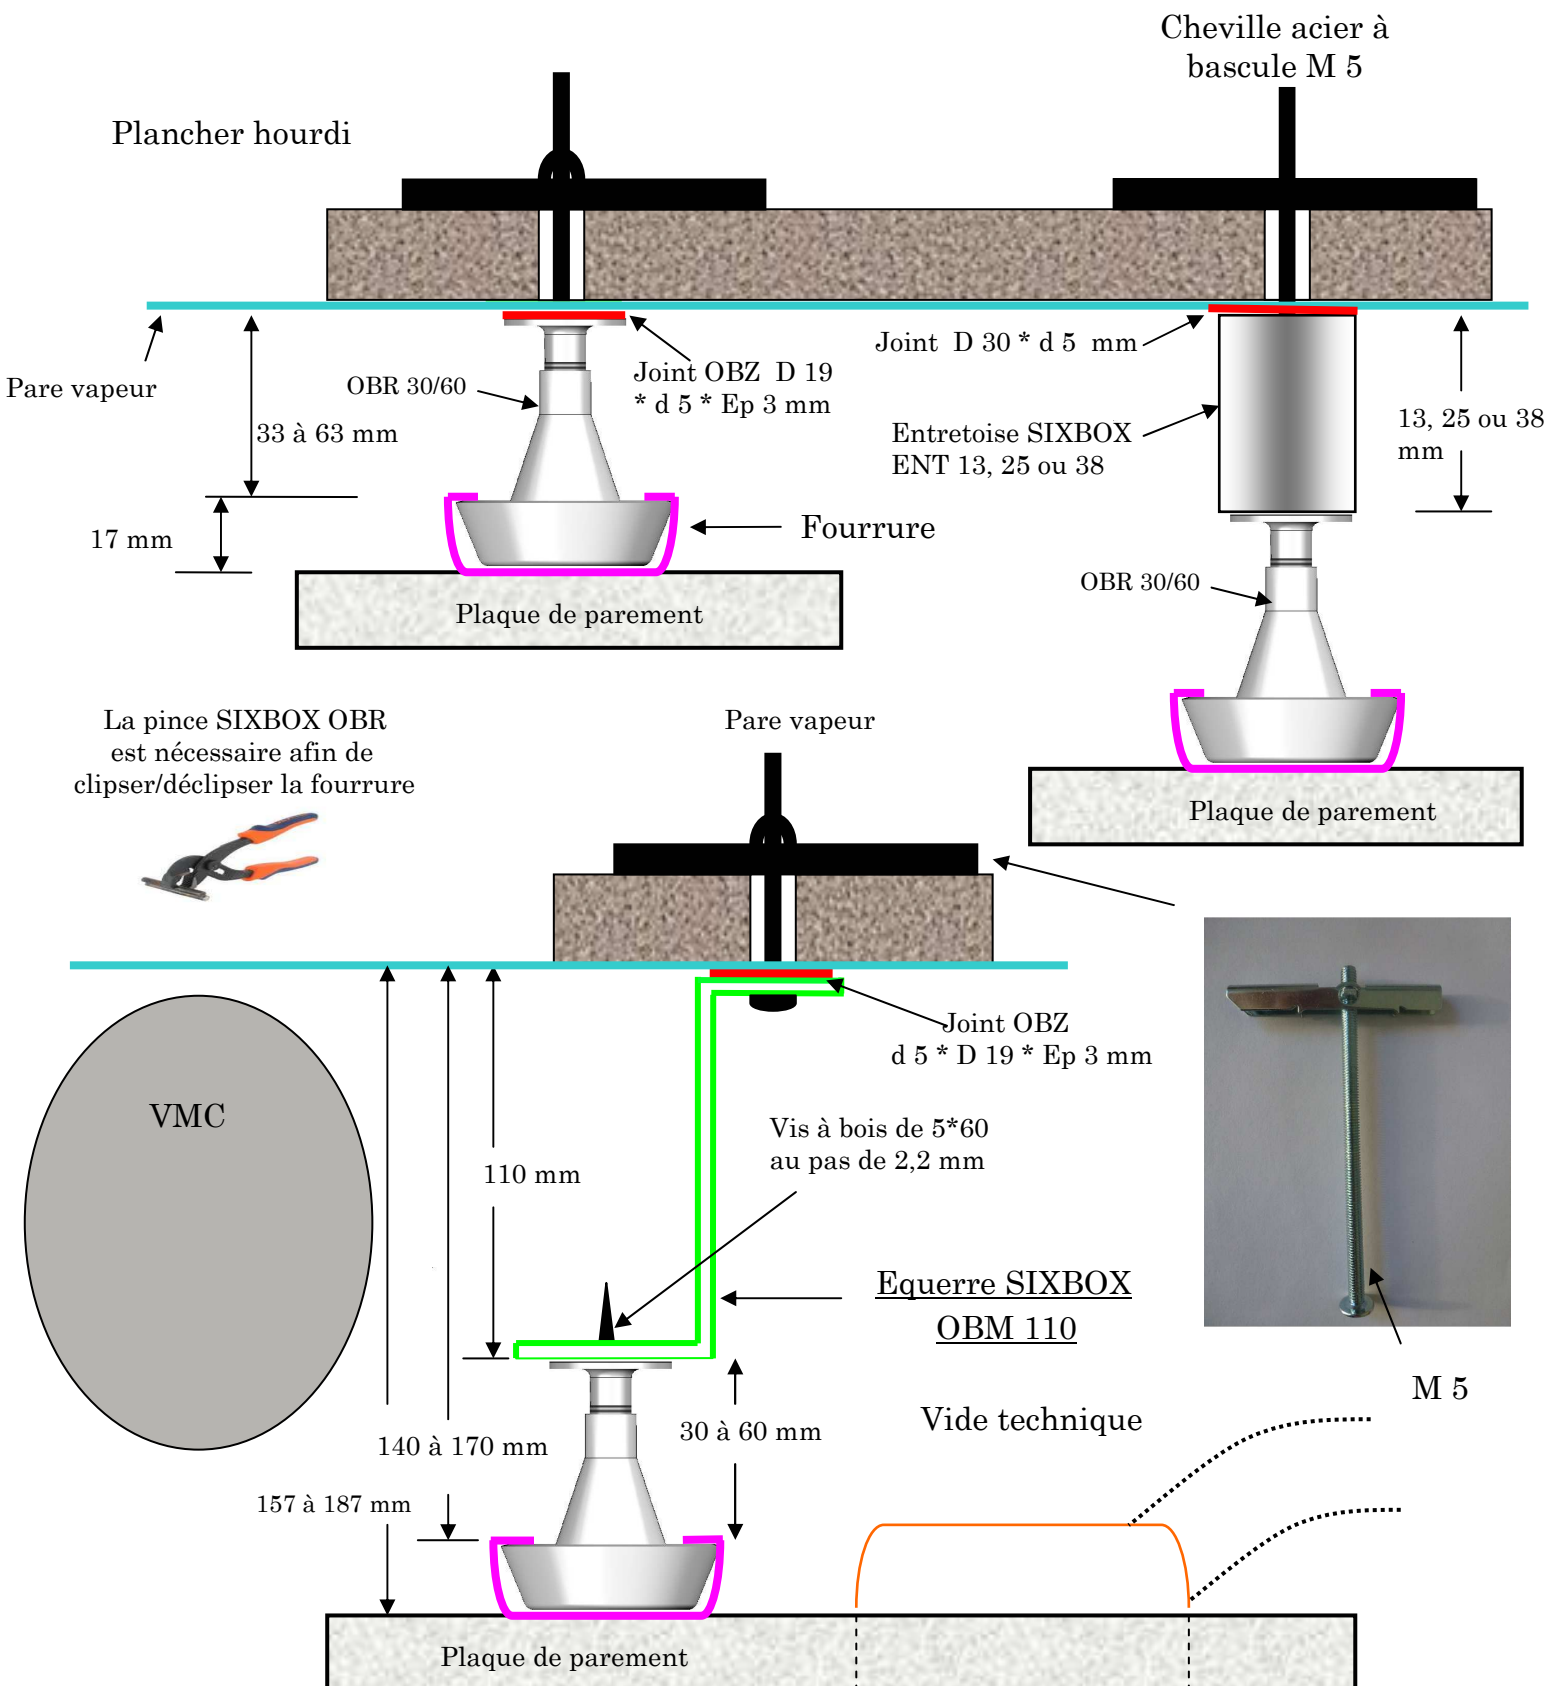 Cheville acier à
bascule M 5
Plancher hourdi
Joint D 30 * d 5 mm
Pare vapeur
OBR 30/60
Joint OBZ D 19
* d 5 * Ep 3 mm
33 à 63 mm
Entretoise SIXBOX
ENT 13, 25 ou 38
13, 25 ou 38
mm
17 mm
Fourrure
OBR 30/60
Plaque de parement
La pince SIXBOX OBR
est nécessaire afin de
clipser/déclipser la fourrure
Pare vapeur
Plaque de parement
Joint OBZ
d 5 * D 19 * Ep 3 mm
VMC
Vis à bois de 5*60
au pas de 2,2 mm
110 mm
Equerre SIXBOX
OBM 110
M 5
Vide technique
30 à 60 mm
140 à 170 mm
157 à 187 mm
Plaque de parement